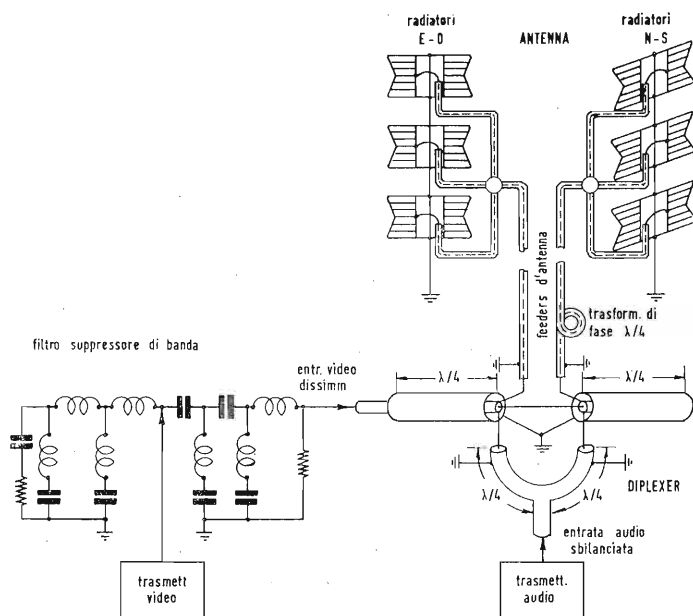 radiatori
E-O
ANTENNA
radiatori
N-S
feeders d'antenna
trasform. di
fase λ/4
filtro suppressore di banda
entr. video
dissimm
λ/4
λ/4
λ/4
λ/4
DIPLEXER
entrata audio
sbilanciata
trasmett
video
trasmett.
audio